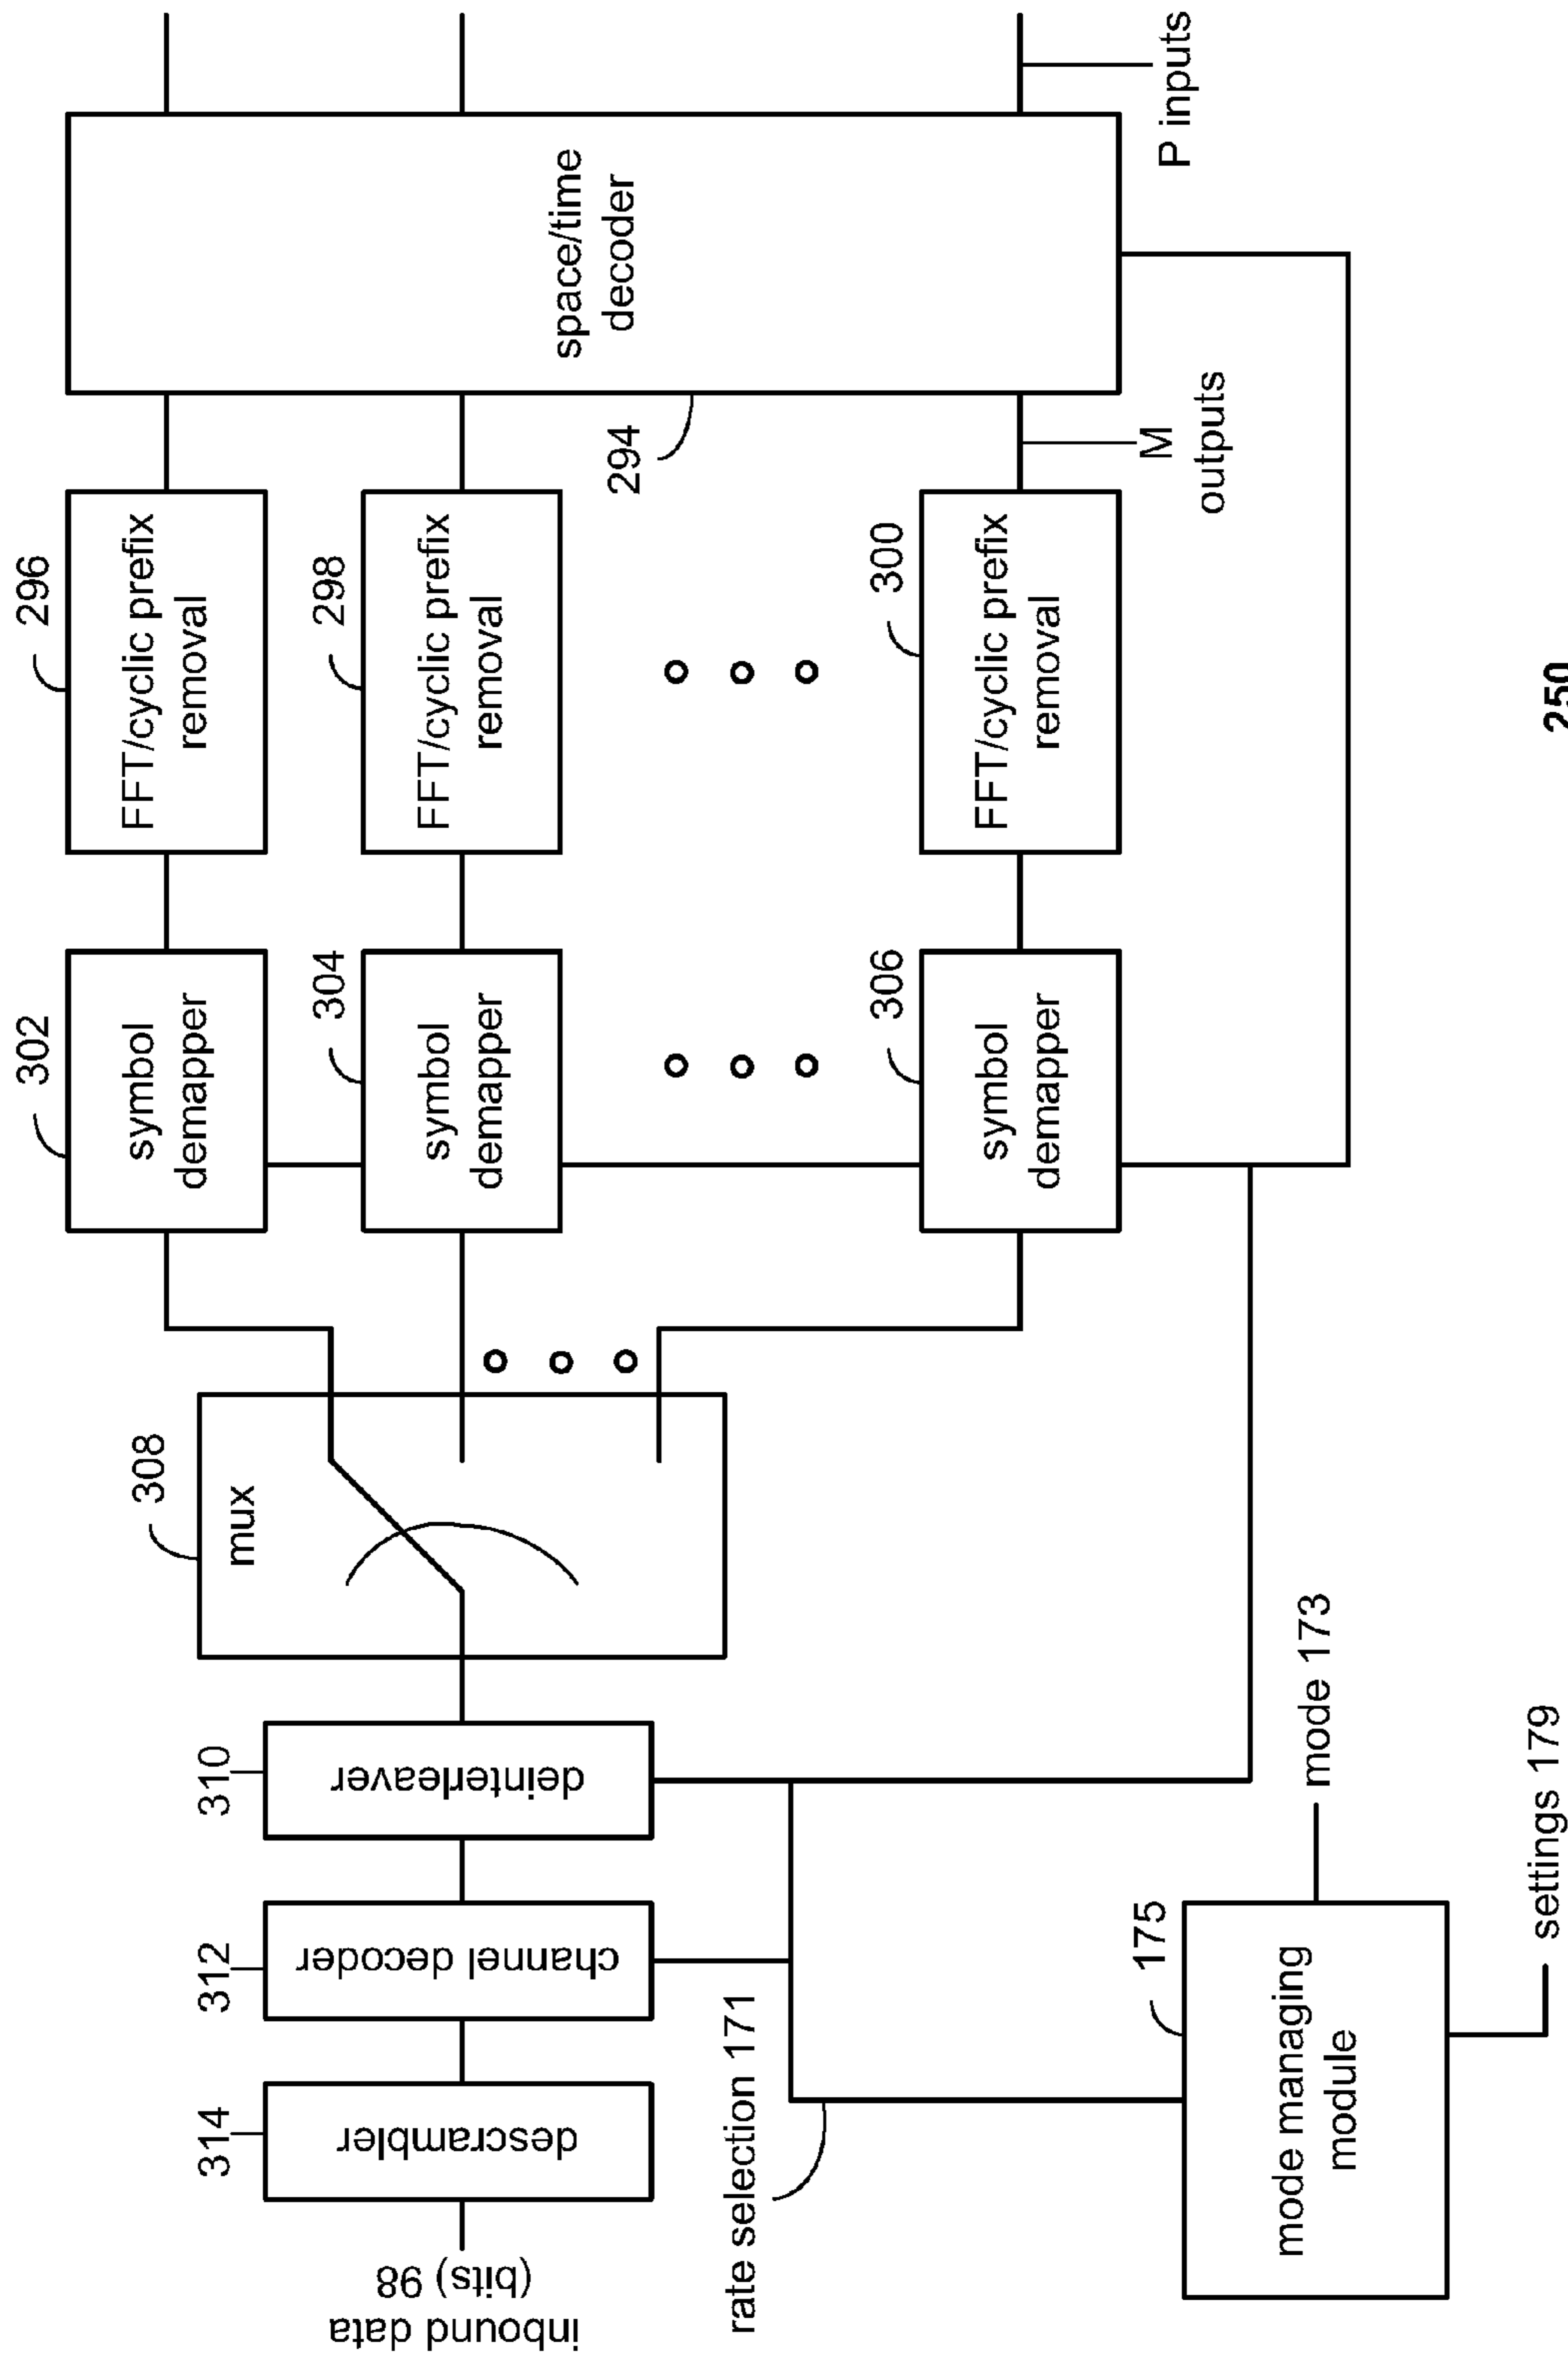 296
FFT/cyclic prefix
removal
302
symbol
demapper
298
FFT/cyclic prefix
removal
304
symbol
demapper
300
FFT/cyclic prefix
removal
306
symbol
demapper
space/time
decoder
294
M
outputs
P inputs
308
mux
310
deinterleaver
312
channel decoder
314
descrambler
inbound data
(bits) 98
rate selection 171
175
mode managing
module
mode 173
settings 179
250